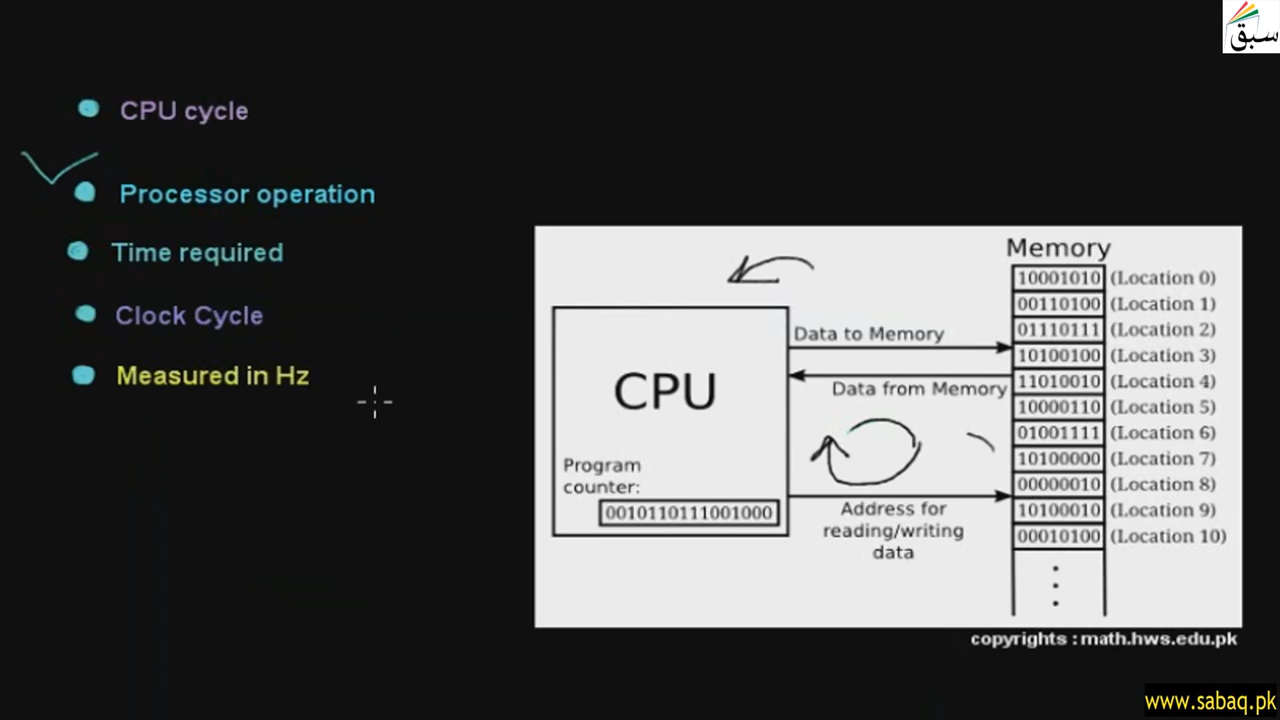 سبق
CPU cycle
Processor operation
Time required
Clock Cycle
Measured in Hz
Memory
10001010 (Location 0)
00110100 (Location 1)
01110111 (Location 2)
10100100 (Location 3)
11010010 (Location 4)
10000110 (Location 5)
01001111 (Location 6)
10100000 (Location 7)
00000010 (Location 8)
10100010 (Location 9)
00010100 (Location 10)
Data to Memory
Data from Memory
CPU
Program
counter:
0010110111001000
Address for
reading/writing
data
copyrights : math.hws.edu.pk
www.sabaq.pk